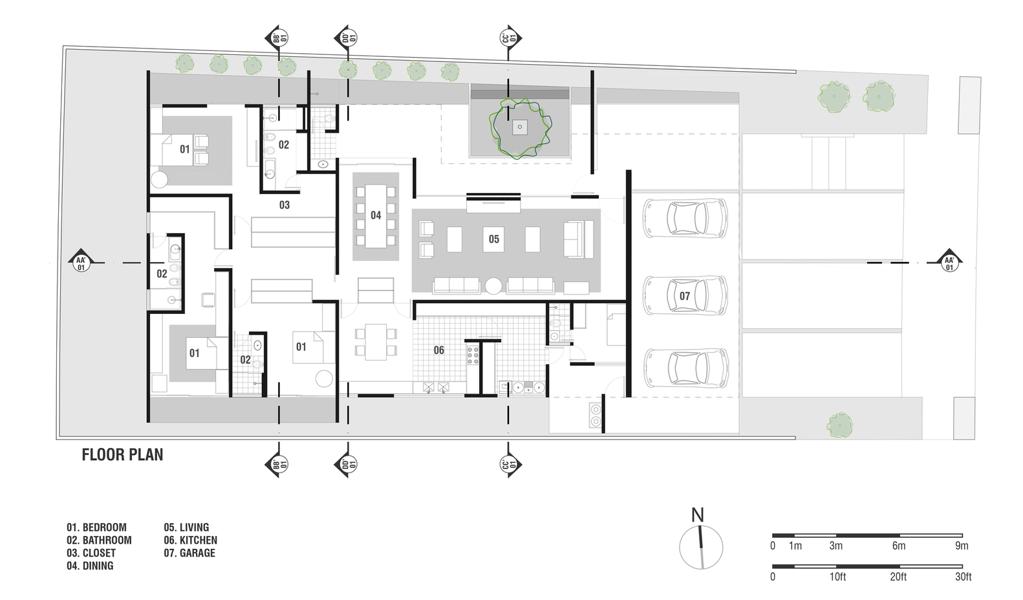 BB' 01
DD' 01
CC' 01
01
02
03
04
05
AA' 01
02
AA' 01
07
01
02
01
06
BB' 01
DD' 01
CC' 01
FLOOR PLAN
01. BEDROOM
02. BATHROOM
03. CLOSET
04. DINING
05. LIVING
06. KITCHEN
07. GARAGE
N
0 1m 3m 6m 9m
0 10ft 20ft 30ft